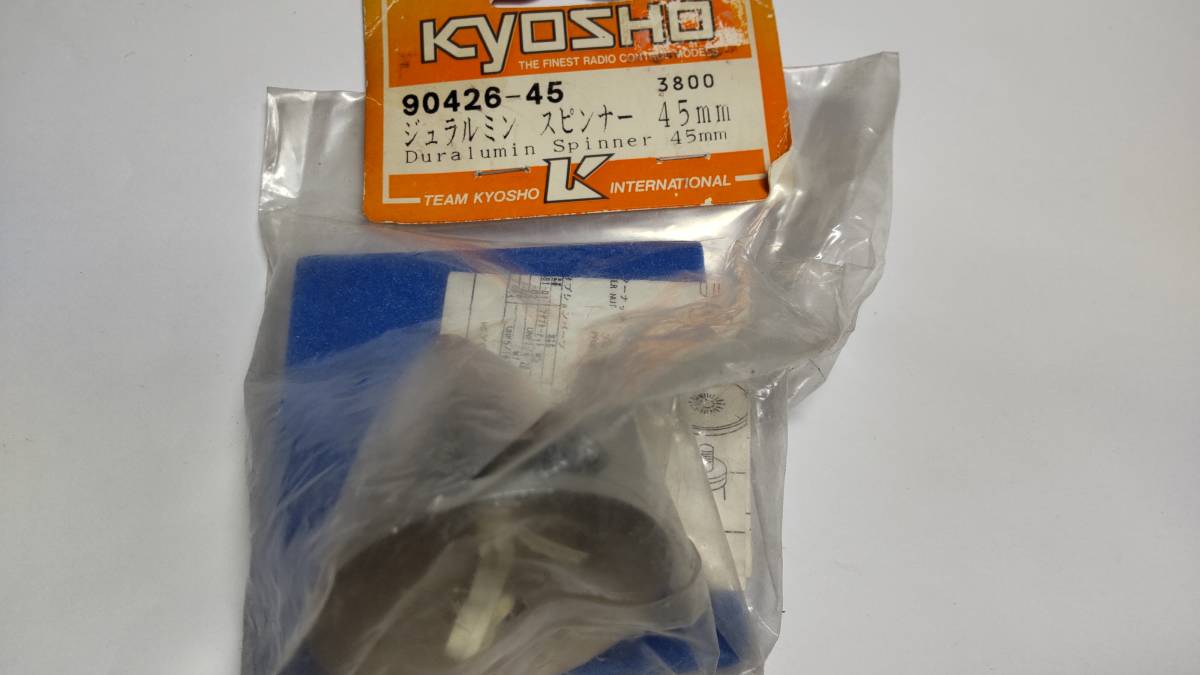 KYOSHO
THE FINEST RADIO CONTROL MODELS
90426-45 3800
ジュラルミン スピンナー 45mm
Duralumin Spinner 45mm
TEAM KYOSHO K INTERNATIONAL